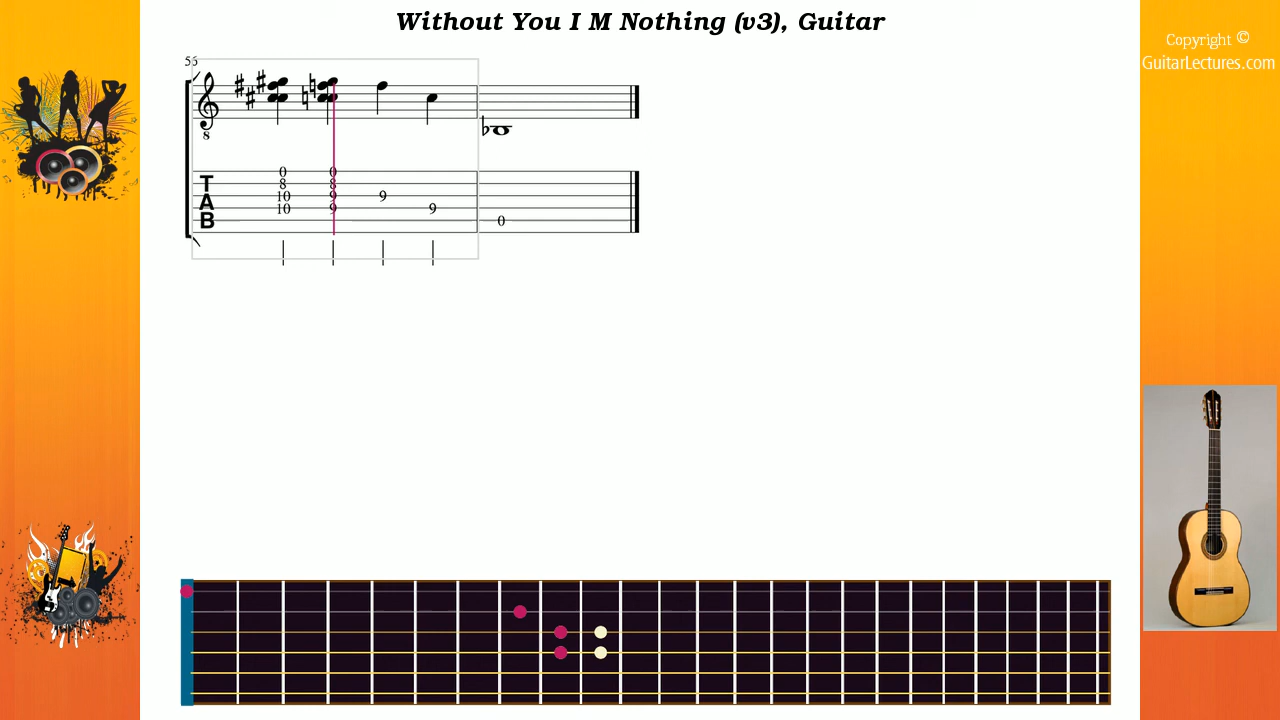 Without You I M Nothing (v3), Guitar
Copyright ©
GuitarLectures.com
55
8
0 0
8 8
T
10 9 9
A
10 9 9
B
0